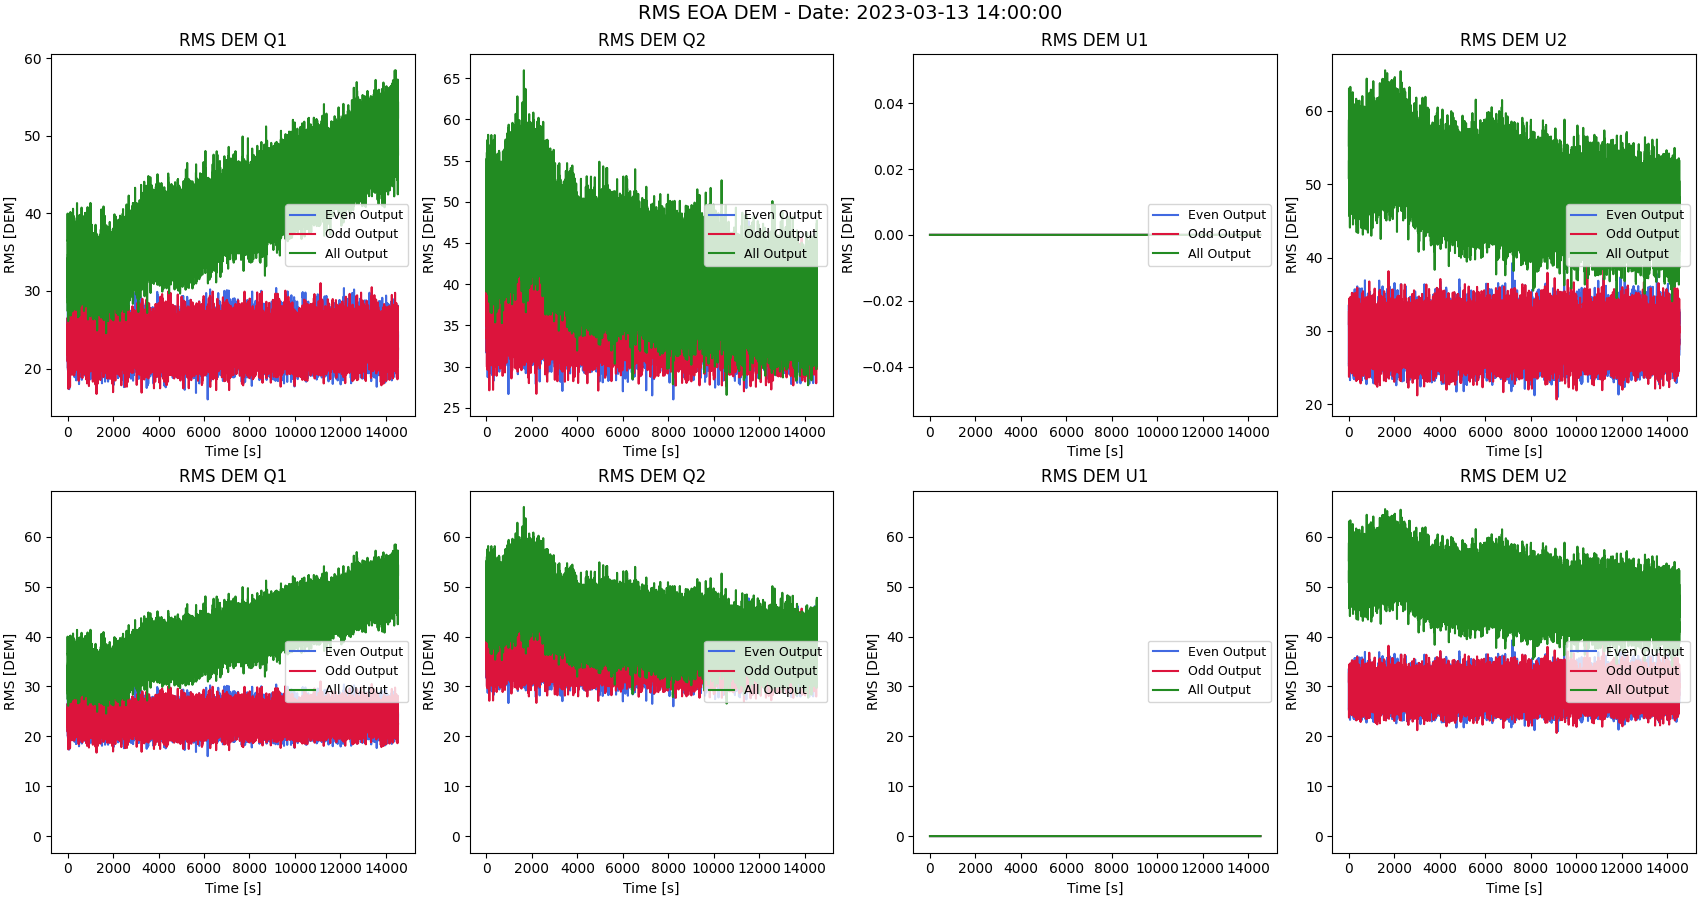 RMS EOA DEM - Date: 2023-03-13 14:00:00
RMS DEM Q1
RMS [DEM]
60
50
40
30
20
Even Output
Odd Output
All Output
0 2000 4000 6000 8000 10000 12000 14000
Time [s]
RMS DEM Q2
RMS [DEM]
65
60
55
50
45
40
35
30
25
Even Output
Odd Output
All Output
0 2000 4000 6000 8000 10000 12000 14000
Time [s]
RMS DEM U1
RMS [DEM]
0.04
0.02
0.00
−0.02
−0.04
Even Output
Odd Output
All Output
0 2000 4000 6000 8000 10000 12000 14000
Time [s]
RMS DEM U2
RMS [DEM]
60
50
40
30
20
Even Output
Odd Output
All Output
0 2000 4000 6000 8000 10000 12000 14000
Time [s]
RMS DEM Q1
RMS [DEM]
60
50
40
30
20
10
0
Even Output
Odd Output
All Output
0 2000 4000 6000 8000 10000 12000 14000
Time [s]
RMS DEM Q2
RMS [DEM]
60
50
40
30
20
10
0
Even Output
Odd Output
All Output
0 2000 4000 6000 8000 10000 12000 14000
Time [s]
RMS DEM U1
RMS [DEM]
60
50
40
30
20
10
0
Even Output
Odd Output
All Output
0 2000 4000 6000 8000 10000 12000 14000
Time [s]
RMS DEM U2
RMS [DEM]
60
50
40
30
20
10
0
Even Output
Odd Output
All Output
0 2000 4000 6000 8000 10000 12000 14000
Time [s]